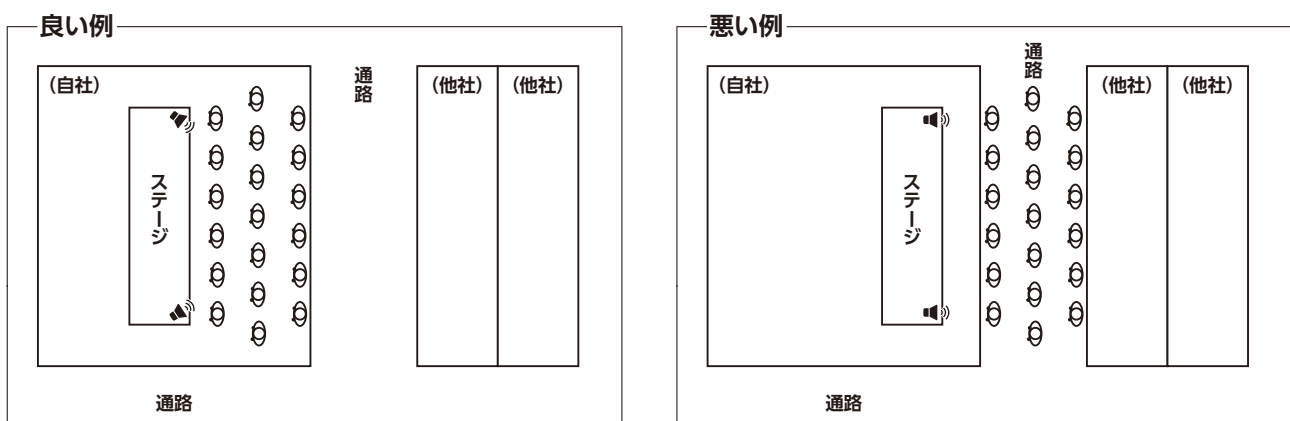 良い例
（自社）
ステージ
通路
（他社）
（他社）
通路
悪い例
（自社）
ステージ
通路
（他社）
（他社）
通路